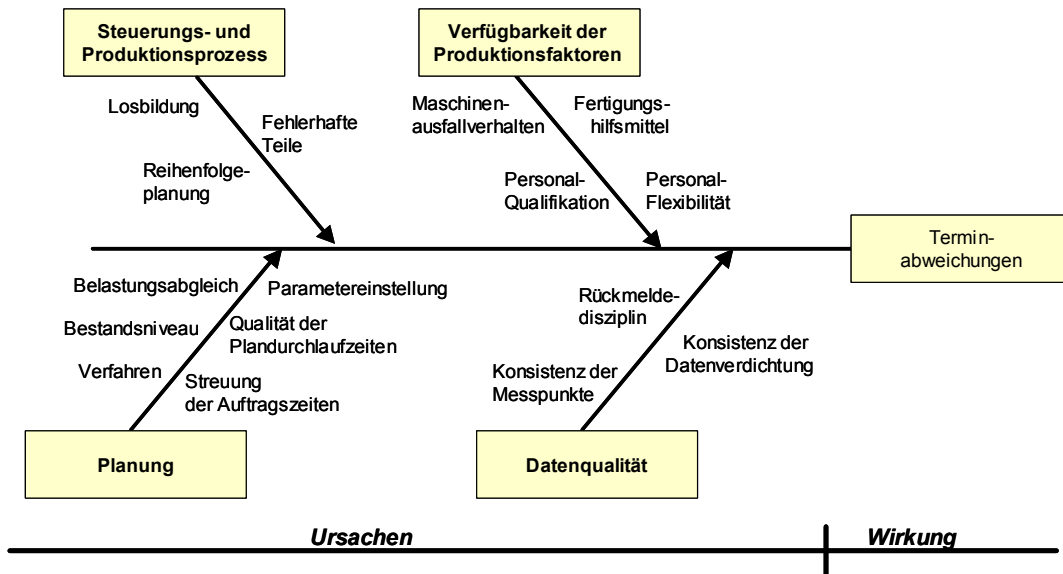 Steuerungs- und
Produktionsprozess
Verfügbarkeit der
Produktionsfaktoren
Losbildung
Fehlerhafte
Teile
Reihenfolge-
planung
Maschinen-
ausfallverhalten
Fertigungs-
hilfsmittel
Personal-
Qualifikation
Personal-
Flexibilität
Termin-
abweichungen
Belastungsabgleich
Parametereinstellung
Bestandsniveau
Qualität der
Plandurchlaufzeiten
Verfahren
Streuung
der Auftragszeiten
Rückmelde-
disziplin
Konsistenz der
Datenverdichtung
Konsistenz der
Messpunkte
Planung
Datenqualität
Ursachen
Wirkung